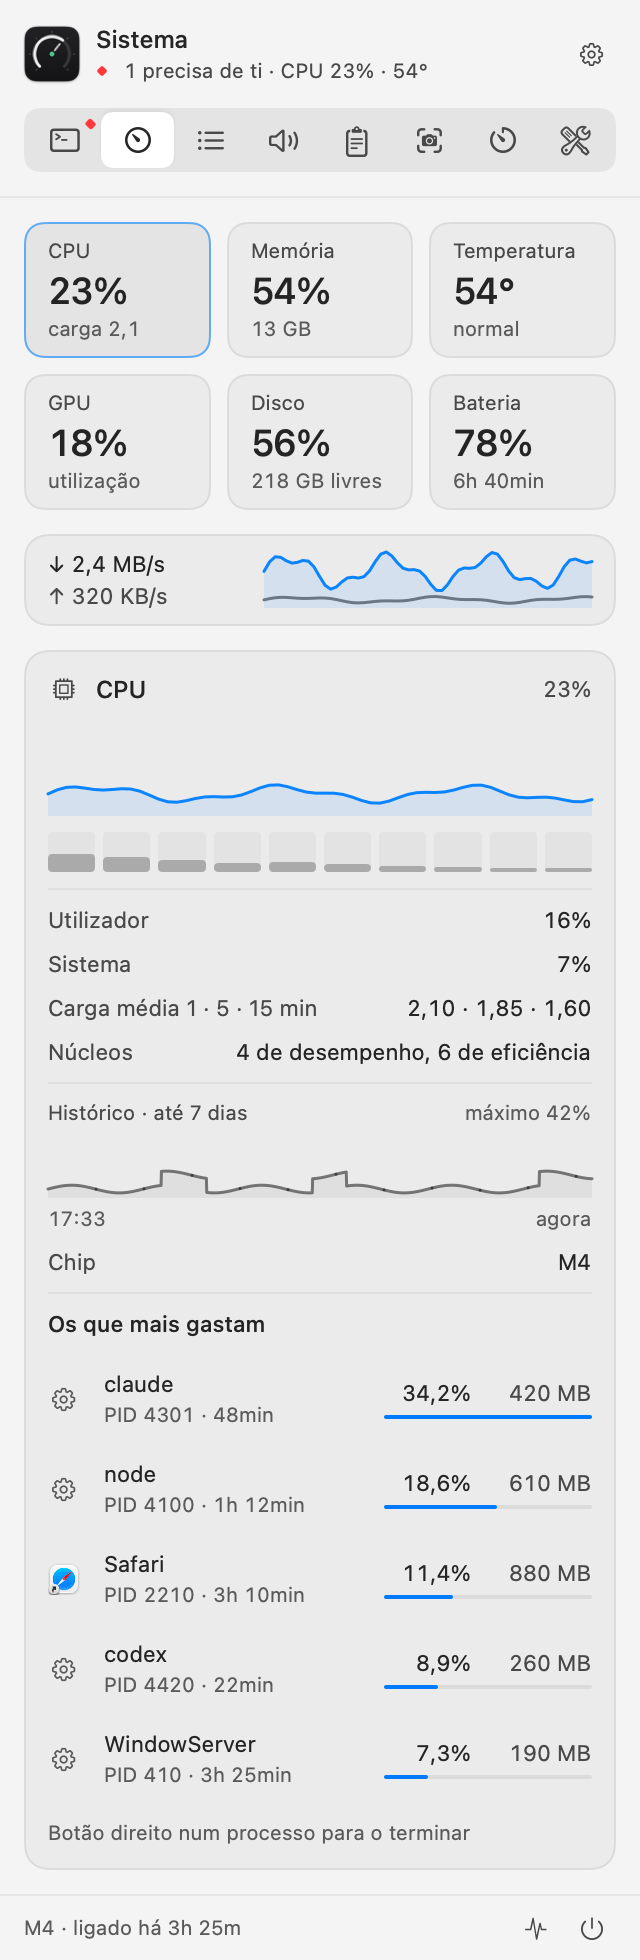 Sistema
1 precisa de ti · CPU 23% · 54°
CPU
23%
carga 2,1
Memória
54%
13 GB
Temperatura
54°
normal
GPU
18%
utilização
Disco
56%
218 GB livres
Bateria
78%
6h 40min
↓ 2,4 MB/s
↑ 320 KB/s
CPU 23%
Utilizador 16%
Sistema 7%
Carga média 1 · 5 · 15 min 2,10 · 1,85 · 1,60
Núcleos 4 de desempenho, 6 de eficiência
Histórico · até 7 dias máximo 42%
17:33 agora
Chip M4
Os que mais gastam
claude 34,2% 420 MB
PID 4301 · 48min
node 18,6% 610 MB
PID 4100 · 1h 12min
Safari 11,4% 880 MB
PID 2210 · 3h 10min
codex 8,9% 260 MB
PID 4420 · 22min
WindowServer 7,3% 190 MB
PID 410 · 3h 25min
Botão direito num processo para o terminar
M4 · ligado há 3h 25m